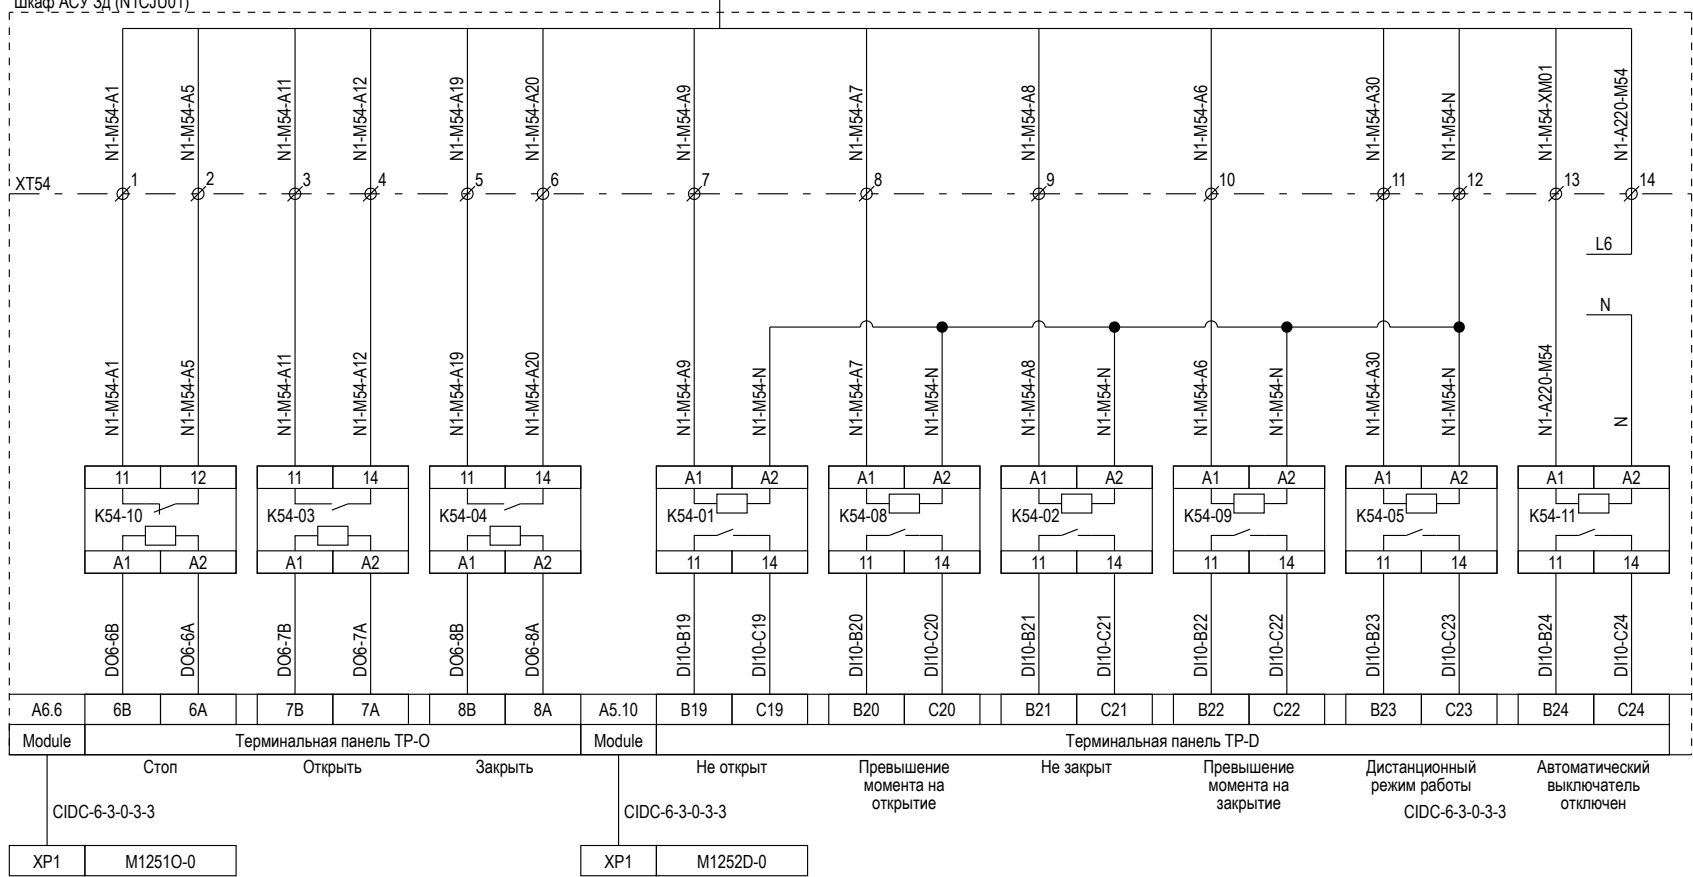 Шкаф АСУ Зд (N1CJU01)
N1-M54-A1 N1-M54-A5 N1-M54-A11 N1-M54-A12 N1-M54-A19 N1-M54-A20 N1-M54-A9 N1-M54-A7 N1-M54-A8 N1-M54-A6 N1-M54-A30 N1-M54-N N1-M54-XM01 N1-A220-M54
XT54 1 2 3 4 5 6 7 8 9 10 11 12 13 14
L6
N
N1-M54-A1 N1-M54-A5 N1-M54-A11 N1-M54-A12 N1-M54-A19 N1-M54-A20 N1-M54-A9 N1-M54-N N1-M54-A7 N1-M54-N N1-M54-A8 N1-M54-N N1-M54-A6 N1-M54-N N1-M54-A30 N1-M54-N N1-A220-M54 N
11 12 11 14 11 14 A1 A2 A1 A2 A1 A2 A1 A2 A1 A2 A1 A2
K54-10 K54-03 K54-04 K54-01 K54-08 K54-02 K54-09 K54-05 K54-11
A1 A2 A1 A2 A1 A2 11 14 11 14 11 14 11 14 11 14 11 14
DO6-6B DO6-6A DO6-7B DO6-7A DO6-8B DO6-8A DI10-B19 DI10-C19 DI10-B20 DI10-C20 DI10-B21 DI10-C21 DI10-B22 DI10-C22 DI10-B23 DI10-C23 DI10-B24 DI10-C24
A6.6 6B 6A 7B 7A 8B 8A A5.10 B19 C19 B20 C20 B21 C21 B22 C22 B23 C23 B24 C24
Module Терминальная панель TP-O Module Терминальная панель TP-D
Стоп Открыть Закрыть Не открыт Превышение Не закрыт Превышение Дистанционный Автоматический
момента на момента на режим работы выключатель
открытие закрытие отключен
CIDC-6-3-0-3-3 CIDC-6-3-0-3-3 CIDC-6-3-0-3-3
XP1 M1251O-0 XP1 M1252D-0